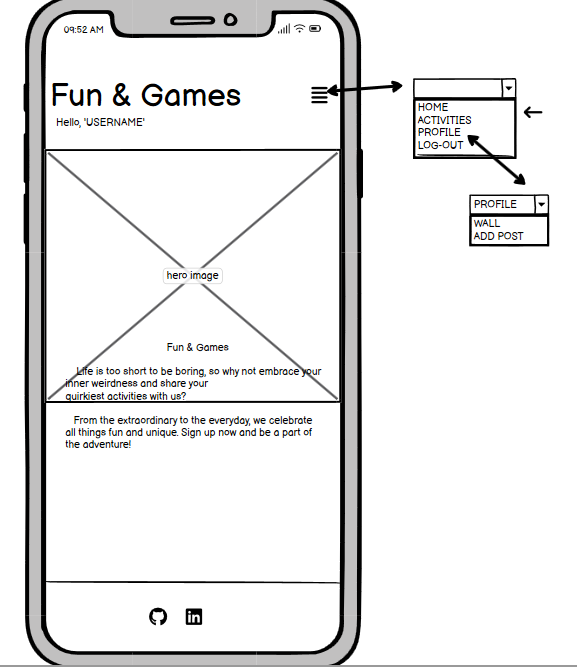 09:52 AM
Fun & Games
Hello, 'USERNAME'
HOME
ACTIVITIES
PROFILE
LOG-OUT
PROFILE
WALL
ADD POST
hero image
Fun & Games
Life is too short to be boring, so why not embrace your
inner weirdness and share your
quirkiest activities with us?
From the extraordinary to the everyday, we celebrate
all things fun and unique. Sign up now and be a part of
the adventure!
in